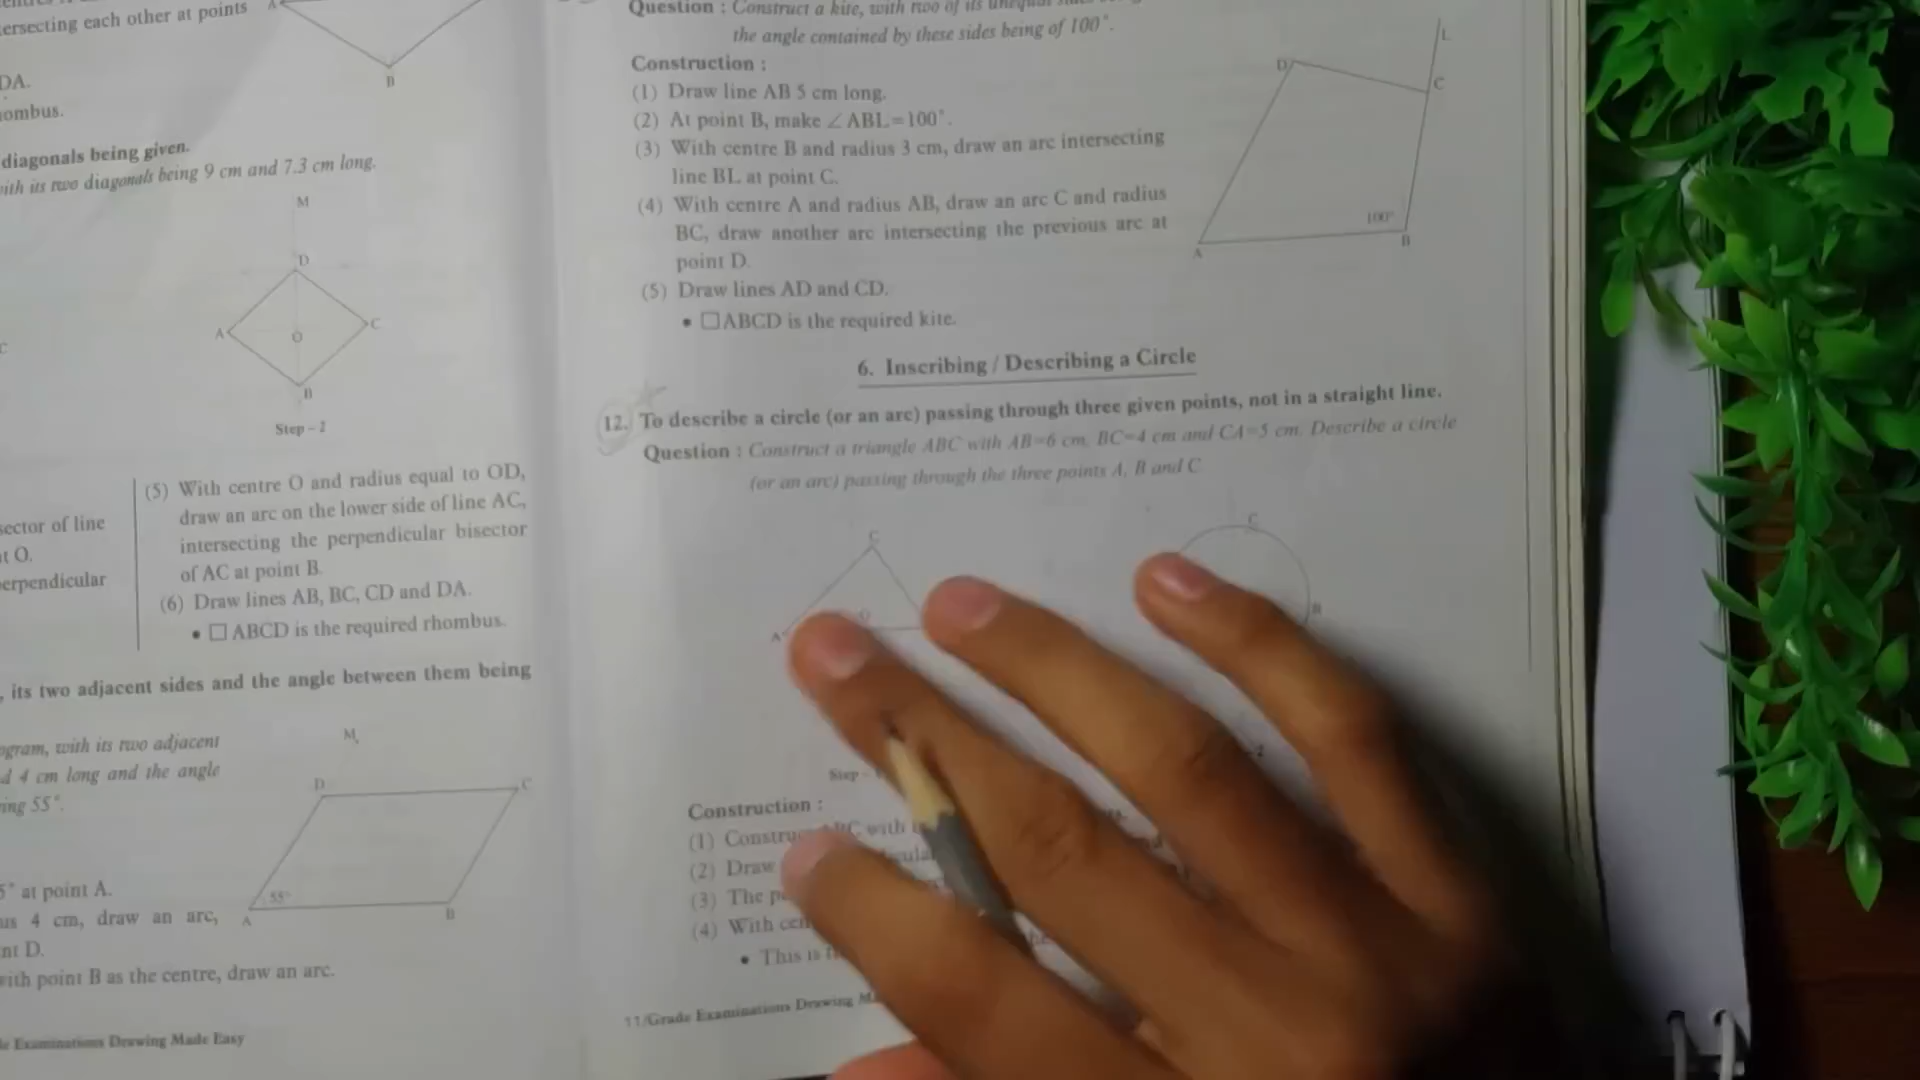 ersecting each other at points
DA.
ombus.
diagonals being given.
ith its two diagonals being 9 cm and 7.3 cm long.
A
B
M
D
A
C
O
B
Step - 2
C
ector of line
t O.
erpendicular
(5) With centre O and radius equal to OD,
draw an arc on the lower side of line AC,
intersecting the perpendicular bisector
of AC at point B.
(6) Draw lines AB, BC, CD and DA.
• □ ABCD is the required rhombus.
, its two adjacent sides and the angle between them being
ogram, with its two adjacent
d 4 cm long and the angle
ing 55°.
M
D
C
55°
A
B
5° at point A.
us 4 cm, draw an arc,
nt D.
with point B as the centre, draw an arc.
e Examinations Drawing Made Easy
Question : Construct a kite, with two of its unequal
the angle contained by these sides being of 100°.
Construction :
(1) Draw line AB 5 cm long.
(2) At point B, make ∠ABL=100°.
(3) With centre B and radius 3 cm, draw an arc intersecting
line BL at point C.
(4) With centre A and radius AB, draw an arc C and radius
BC, draw another arc intersecting the previous arc at
point D.
(5) Draw lines AD and CD.
• □ABCD is the required kite.
L
D
C
100°
A
B
6. Inscribing / Describing a Circle
12. To describe a circle (or an arc) passing through three given points, not in a straight line.
Question : Construct a triangle ABC with AB=6 cm, BC=4 cm and CA=5 cm. Describe a circle
(or an arc) passing through the three points A, B and C
C
A
O
C
B
Step -
Construction :
(1) Construc BC with
(2) Draw
(3) The p
(4) With cen
• This is
11/Grade Examinations Drawing M